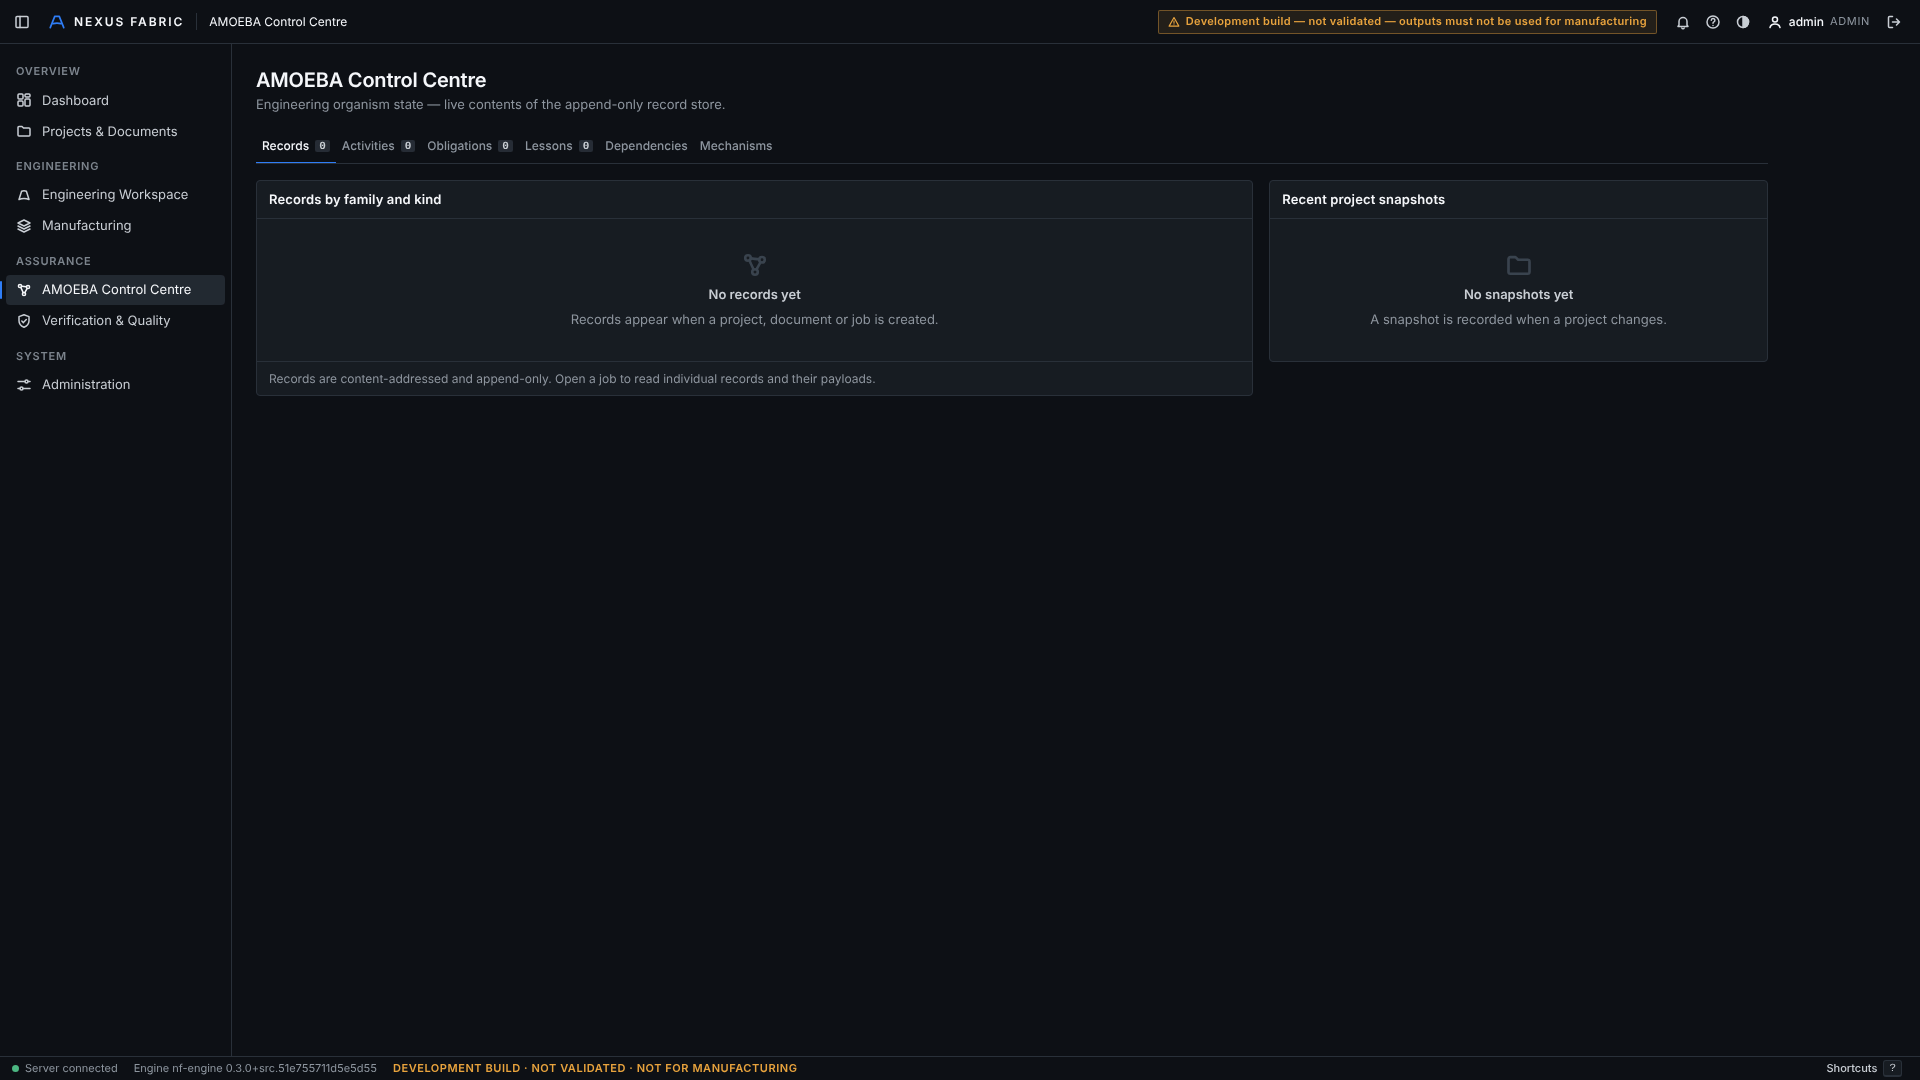 NEXUS FABRIC
AMOEBA Control Centre
Development build — not validated — outputs must not be used for manufacturing
admin ADMIN
OVERVIEW
Dashboard
Projects & Documents
ENGINEERING
Engineering Workspace
Manufacturing
ASSURANCE
AMOEBA Control Centre
Verification & Quality
SYSTEM
Administration
AMOEBA Control Centre
Engineering organism state — live contents of the append-only record store.
Records 0 Activities 0 Obligations 0 Lessons 0 Dependencies Mechanisms
Records by family and kind
No records yet
Records appear when a project, document or job is created.
Records are content-addressed and append-only. Open a job to read individual records and their payloads.
Recent project snapshots
No snapshots yet
A snapshot is recorded when a project changes.
Server connected Engine nf-engine 0.3.0+src.51e755711d5e5d55 DEVELOPMENT BUILD · NOT VALIDATED · NOT FOR MANUFACTURING
Shortcuts ?